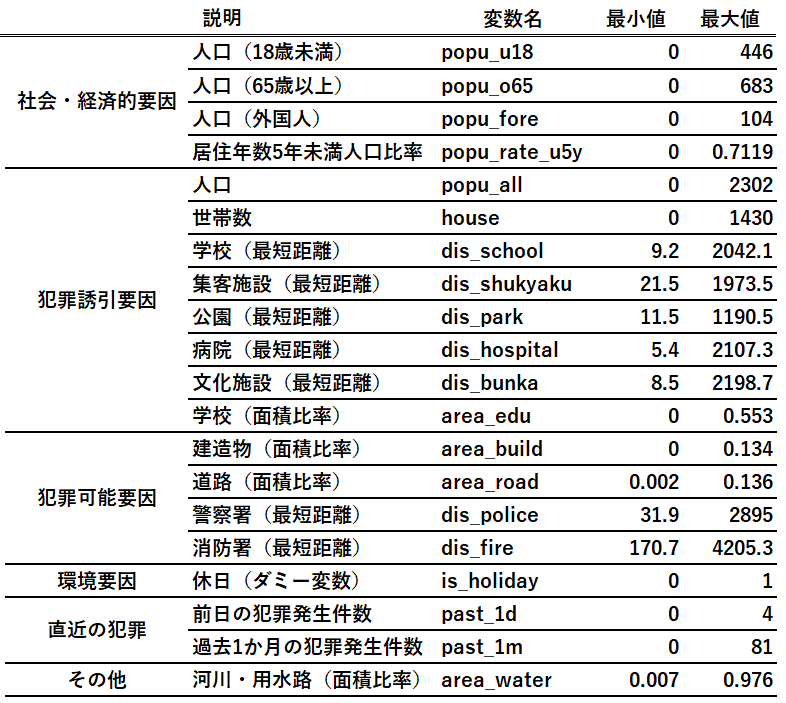 説明 変数名 最小値 最大値
社会・経済的要因 人口（18歳未満） popu_u18 0 446
人口（65歳以上） popu_o65 0 683
人口（外国人） popu_fore 0 104
居住年数5年未満人口比率 popu_rate_u5y 0 0.7119
犯罪誘引要因 人口 popu_all 0 2302
世帯数 house 0 1430
学校（最短距離） dis_school 9.2 2042.1
集客施設（最短距離） dis_shukyaku 21.5 1973.5
公園（最短距離） dis_park 11.5 1190.5
病院（最短距離） dis_hospital 5.4 2107.3
文化施設（最短距離） dis_bunka 8.5 2198.7
学校（面積比率） area_edu 0 0.553
犯罪可能要因 建造物（面積比率） area_build 0 0.134
道路（面積比率） area_road 0.002 0.136
警察署（最短距離） dis_police 31.9 2895
消防署（最短距離） dis_fire 170.7 4205.3
環境要因 休日（ダミー変数） is_holiday 0 1
直近の犯罪 前日の犯罪発生件数 past_1d 0 4
過去1か月の犯罪発生件数 past_1m 0 81
その他 河川・用水路（面積比率） area_water 0.007 0.976